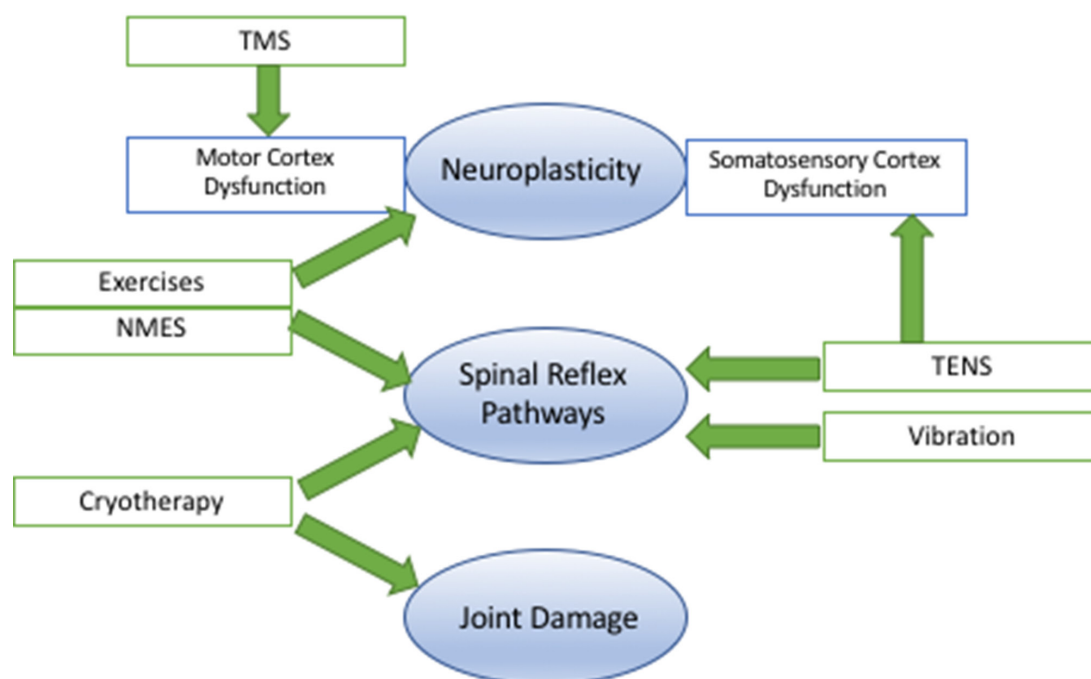 TMS
Motor Cortex
Dysfunction
Neuroplasticity
Somatosensory Cortex
Dysfunction
Exercises
NMES
Spinal Reflex
Pathways
TENS
Vibration
Cryotherapy
Joint Damage